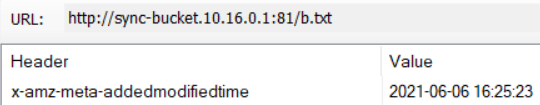 URL: http://sync-bucket.10.16.0.1:81/b.txt
Header Value
x-amz-meta-addedmodifiedtime 2021-06-06 16:25:23